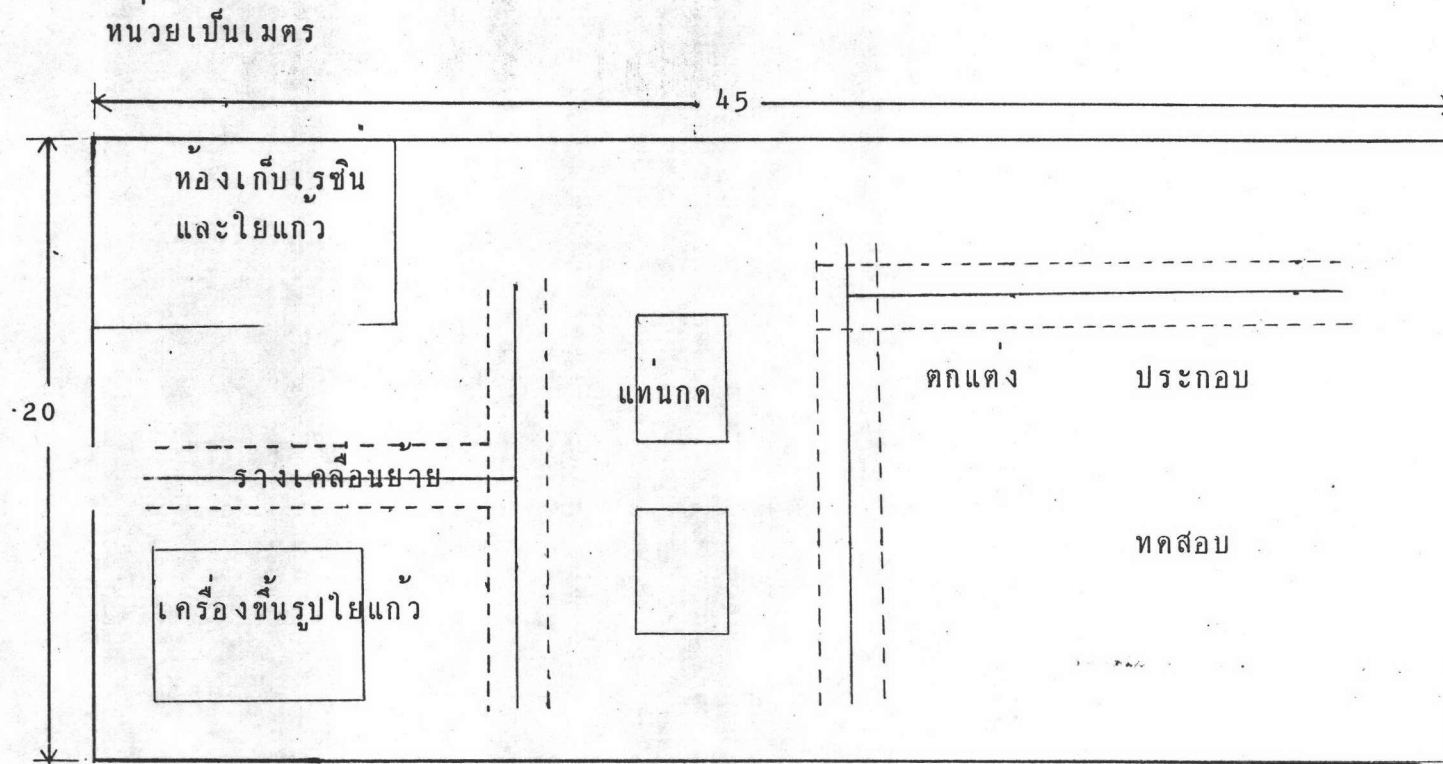 หน่วยเป็นเมตร
45
ห้องเก็บเรซิน
และใยแก้ว
20
แท่นกด
ตกแต่ง
ประกอบ
รางเคลื่อนย้าย
ทดสอบ
เครื่องขึ้นรูปใยแก้ว